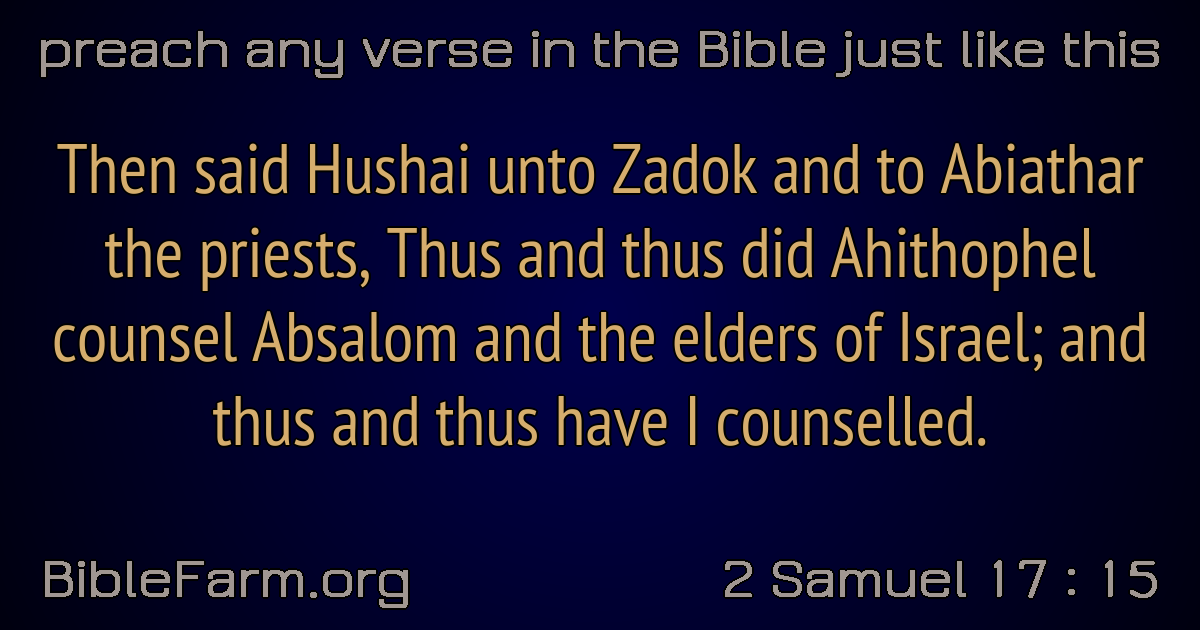 preach any verse in the Bible just like this
Then said Hushai unto Zadok and to Abiathar
the priests, Thus and thus did Ahithophel
counsel Absalom and the elders of Israel; and
thus and thus have I counselled.
BibleFarm.org
2 Samuel 17 : 15